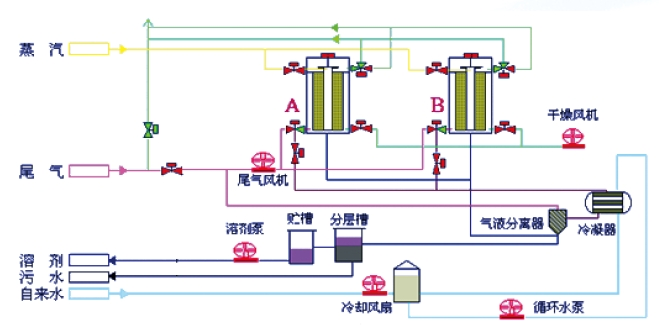 蒸 汽
A
B
干燥风机
尾 气
尾气风机
冷凝器
气液分离器
溶剂泵
贮槽
分层槽
溶 剂
污 水
自来水
冷却风扇
循环水泵